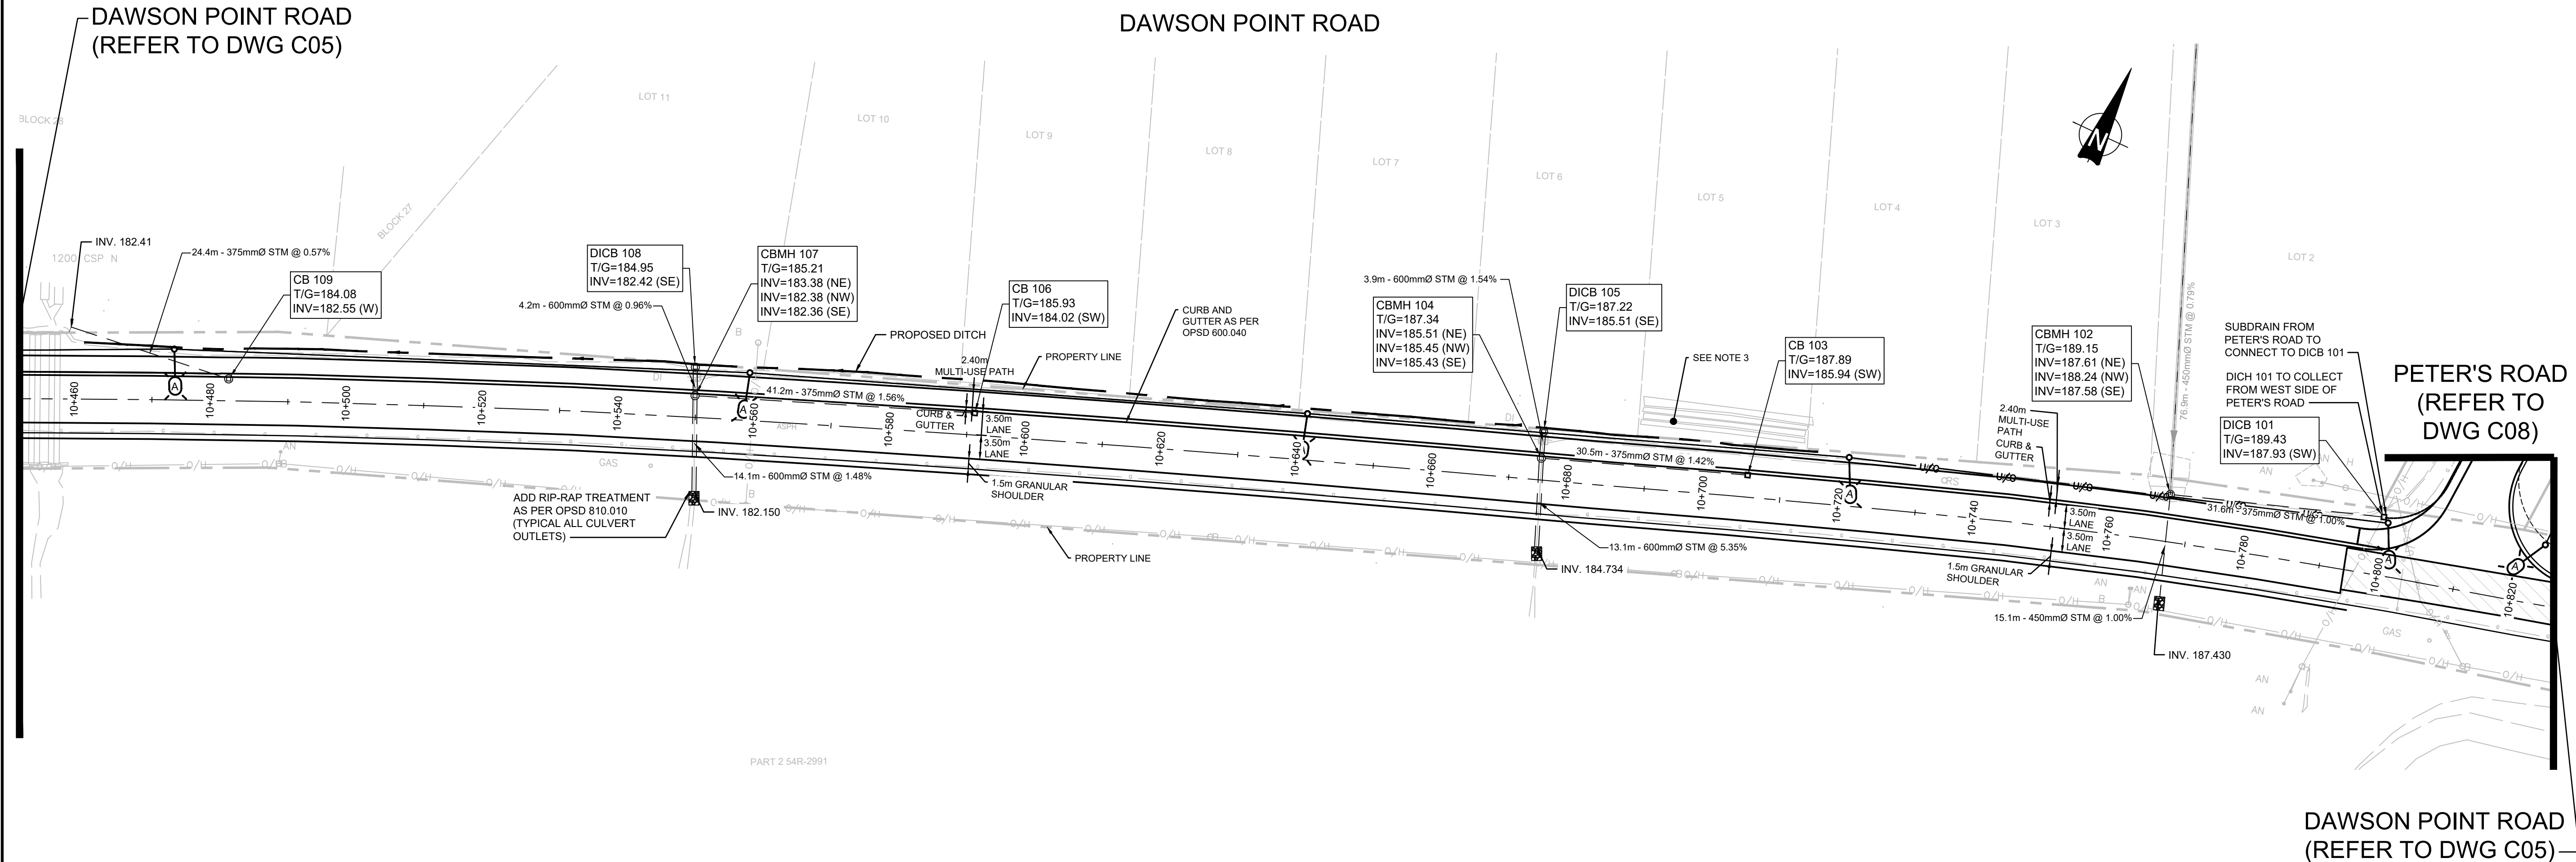 DAWSON POINT ROAD
(REFER TO DWG C05)
DAWSON POINT ROAD
BLOCK 28
LOT 11
LOT 10
LOT 9
LOT 8
LOT 7
LOT 6
LOT 5
LOT 4
LOT 3
LOT 2
BLOCK 27
N
INV. 182.41
1200 CSP N
24.4m - 375mmØ STM @ 0.57%
CB 109
T/G=184.08
INV=182.55 (W)
DICB 108
T/G=184.95
INV=182.42 (SE)
4.2m - 600mmØ STM @ 0.96%
CBMH 107
T/G=185.21
INV=183.38 (NE)
INV=182.38 (NW)
INV=182.36 (SE)
PROPOSED DITCH
CB 106
T/G=185.93
INV=184.02 (SW)
2.40m
MULTI-USE PATH
PROPERTY LINE
CURB AND
GUTTER AS PER
OPSD 600.040
3.9m - 600mmØ STM @ 1.54%
CBMH 104
T/G=187.34
INV=185.51 (NE)
INV=185.45 (NW)
INV=185.43 (SE)
DICB 105
T/G=187.22
INV=185.51 (SE)
SEE NOTE 3
CB 103
T/G=187.89
INV=185.94 (SW)
CBMH 102
T/G=189.15
INV=187.61 (NE)
INV=188.24 (NW)
INV=187.58 (SE)
76.9m - 450mmØ STM @ 0.79%
SUBDRAIN FROM
PETER'S ROAD TO
CONNECT TO DICB 101
DICH 101 TO COLLECT
FROM WEST SIDE OF
PETER'S ROAD
DICB 101
T/G=189.43
INV=187.93 (SW)
PETER'S ROAD
(REFER TO
DWG C08)
2.40m
MULTI-USE
PATH
CURB &
GUTTER
10+460
10+480
10+500
10+520
10+540
10+560
10+580
10+600
10+620
10+640
10+660
10+680
10+700
10+720
10+740
10+760
10+780
10+800
10+820
A
A
A
A
A
A
41.2m - 375mmØ STM @ 1.56%
CURB &
GUTTER
3.50m
LANE
3.50m
LANE
30.5m - 375mmØ STM @ 1.42%
31.6m - 375mmØ STM @ 1.00%
3.50m
LANE
3.50m
LANE
DI
B
ASPH
AN
GAS
ADD RIP-RAP TREATMENT
AS PER OPSD 810.010
(TYPICAL ALL CULVERT
OUTLETS)
14.1m - 600mmØ STM @ 1.48%
INV. 182.150
1.5m GRANULAR
SHOULDER
PROPERTY LINE
13.1m - 600mmØ STM @ 5.35%
INV. 184.734
1.5m GRANULAR
SHOULDER
15.1m - 450mmØ STM @ 1.00%
INV. 187.430
GAS
AN
AN
PART 2 54R-2991
DAWSON POINT ROAD
(REFER TO DWG C05)